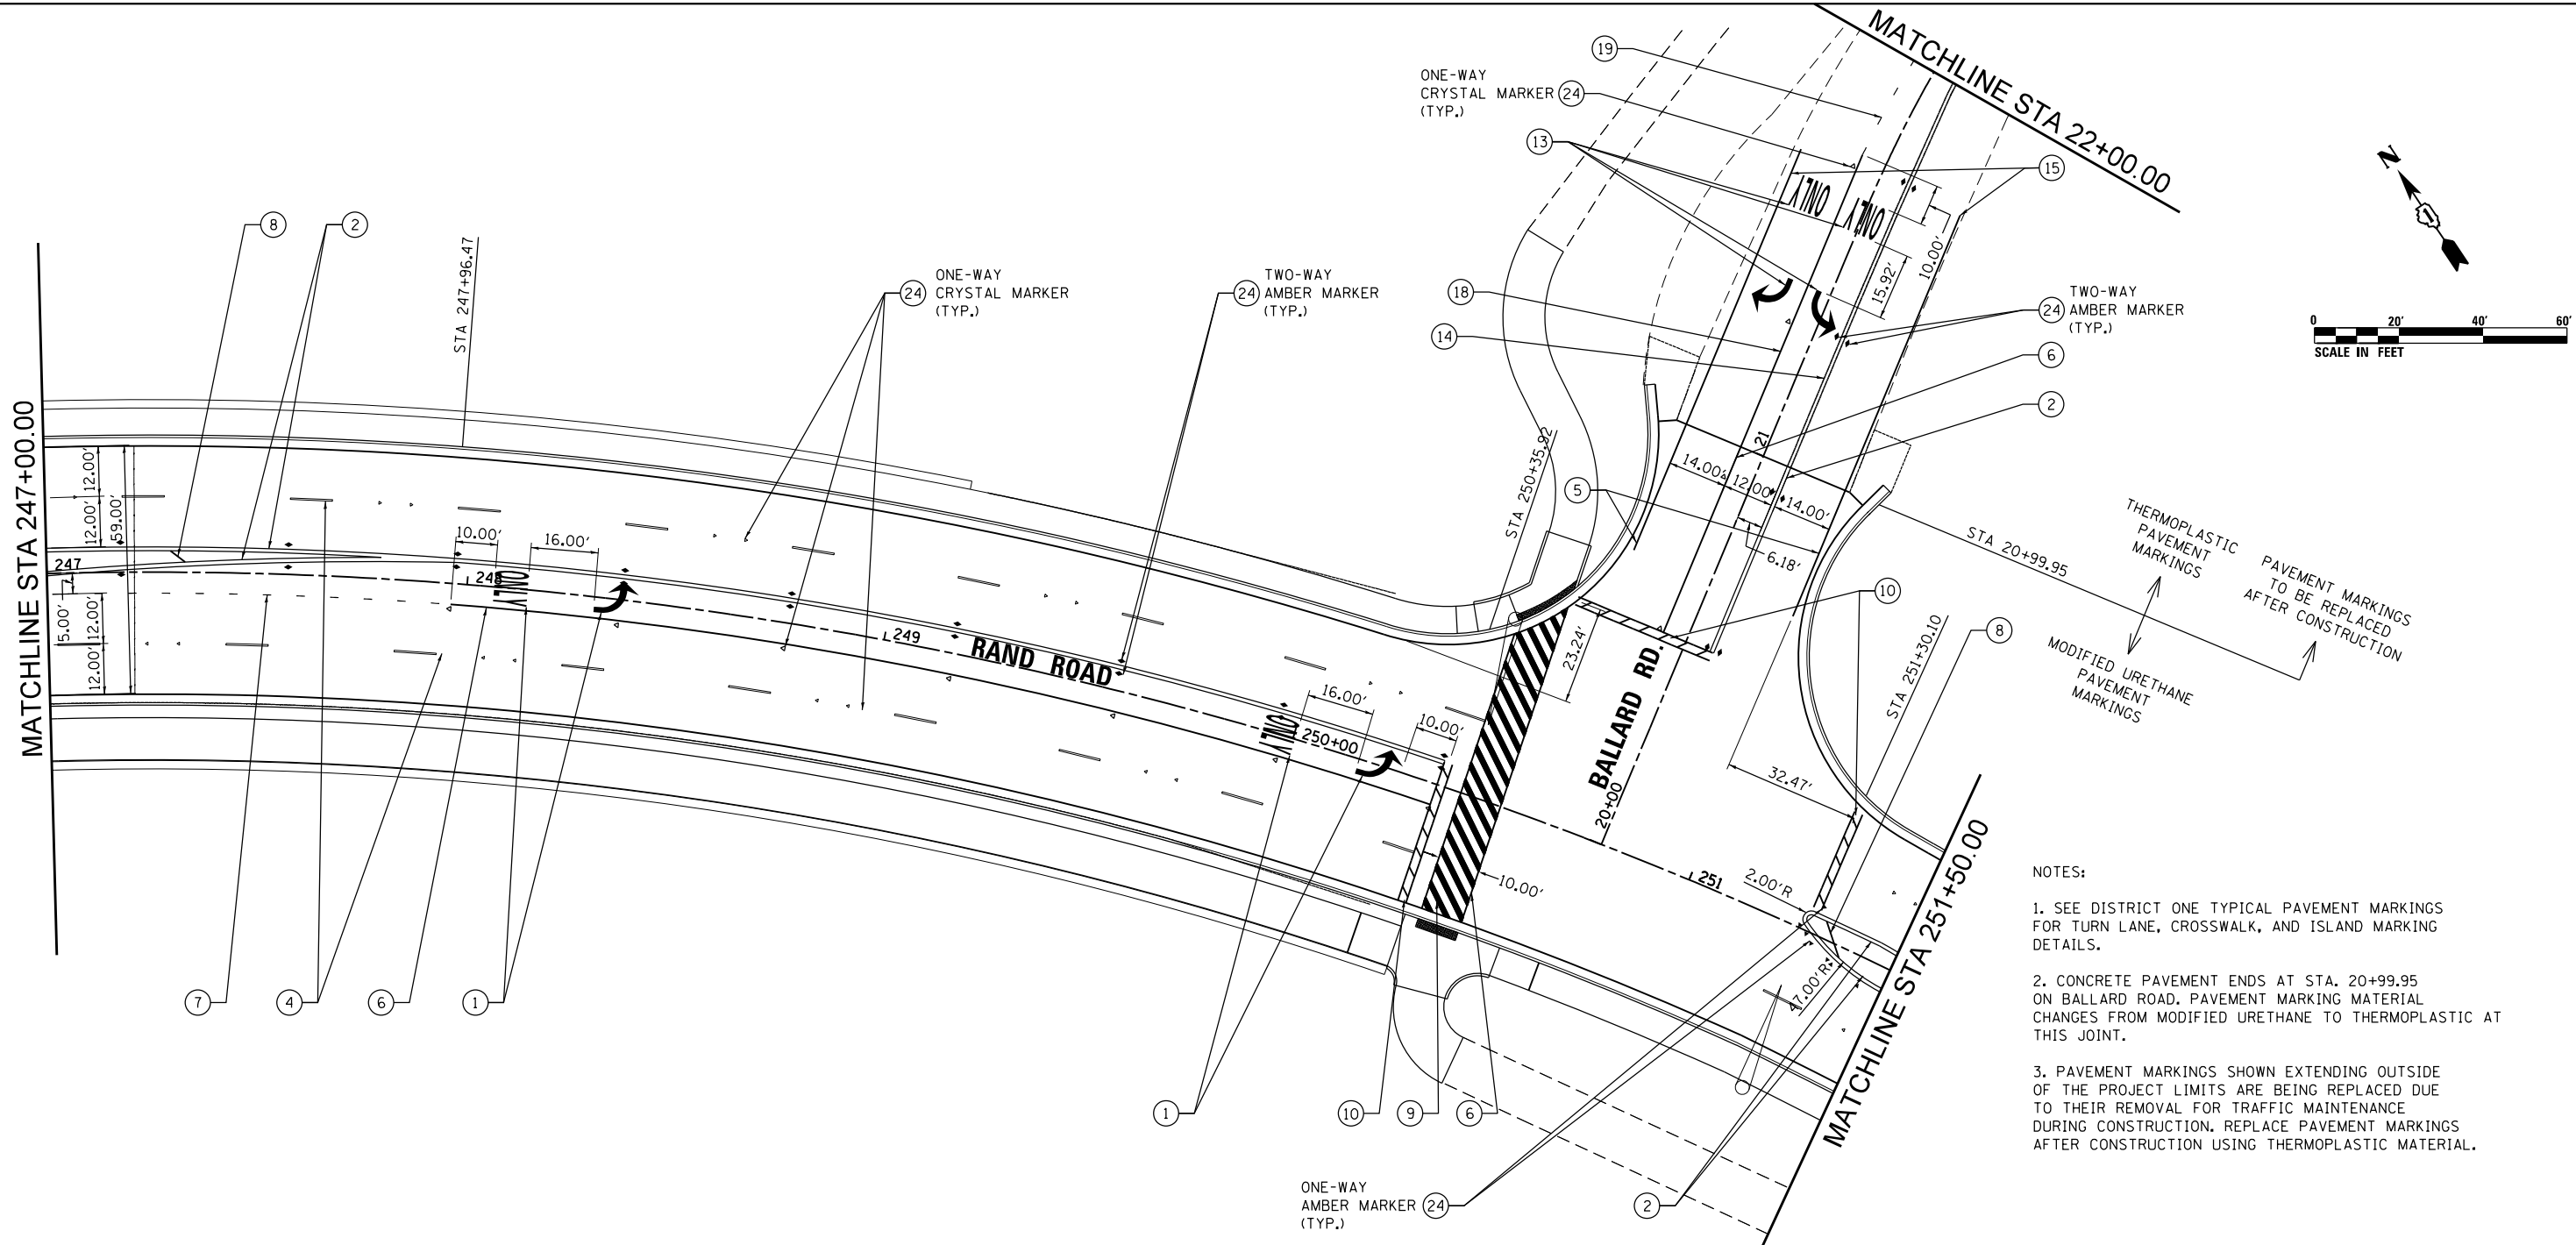 MATCHLINE STA 22+00.00
19
ONE-WAY
CRYSTAL MARKER 24
(TYP.)
13
15
ONLY
ONLY
10.00'
15.92'
N
1
0 20' 40' 60'
SCALE IN FEET
8
2
STA 247+96.47
24 ONE-WAY
CRYSTAL MARKER
(TYP.)
24 TWO-WAY
AMBER MARKER
(TYP.)
18
14
24 TWO-WAY
AMBER MARKER
(TYP.)
6
2
MATCHLINE STA 247+00.00
12.00'
12.00'
59.00'
247
5.00'
12.00'
12.00'
10.00'
16.00'
248
ONLY
249
RAND ROAD
16.00'
10.00'
ONLY
250+00
STA 250+35.92
5
21
14.00'
12.00'
14.00'
6.18'
23.24'
BALLARD RD.
20+00
10
STA 20+99.95
THERMOPLASTIC
PAVEMENT
MARKINGS
PAVEMENT MARKINGS
TO BE REPLACED
AFTER CONSTRUCTION
MODIFIED URETHANE
PAVEMENT
MARKINGS
STA 251+30.10
8
32.47'
10.00'
251
2.00'R
47.00'R
MATCHLINE STA 251+50.00
7
4
6
1
1
10
9
6
ONE-WAY
AMBER MARKER 24
(TYP.)
2
NOTES:
1. SEE DISTRICT ONE TYPICAL PAVEMENT MARKINGS
FOR TURN LANE, CROSSWALK, AND ISLAND MARKING
DETAILS.
2. CONCRETE PAVEMENT ENDS AT STA. 20+99.95
ON BALLARD ROAD. PAVEMENT MARKING MATERIAL
CHANGES FROM MODIFIED URETHANE TO THERMOPLASTIC AT
THIS JOINT.
3. PAVEMENT MARKINGS SHOWN EXTENDING OUTSIDE
OF THE PROJECT LIMITS ARE BEING REPLACED DUE
TO THEIR REMOVAL FOR TRAFFIC MAINTENANCE
DURING CONSTRUCTION. REPLACE PAVEMENT MARKINGS
AFTER CONSTRUCTION USING THERMOPLASTIC MATERIAL.